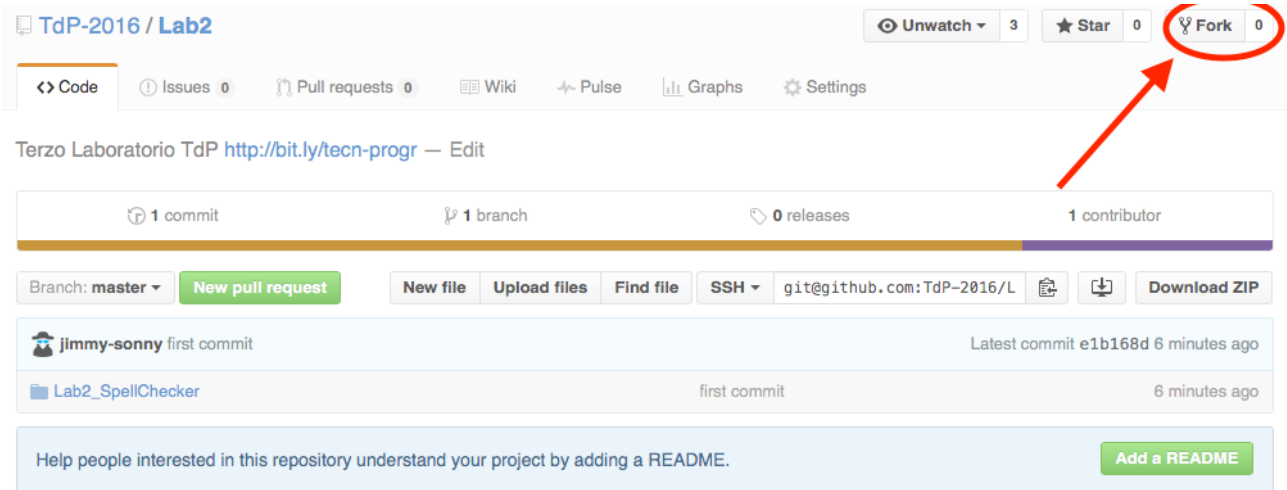 TdP-2016 / Lab2 Unwatch 3 Star 0 Fork 0
Code Issues 0 Pull requests 0 Wiki Pulse Graphs Settings
Terzo Laboratorio TdP http://bit.ly/tecn-progr — Edit
1 commit 1 branch 0 releases 1 contributor
Branch: master New pull request New file Upload files Find file SSH git@github.com:TdP-2016/L Download ZIP
jimmy-sonny first commit Latest commit e1b168d 6 minutes ago
Lab2_SpellChecker first commit 6 minutes ago
Help people interested in this repository understand your project by adding a README. Add a README